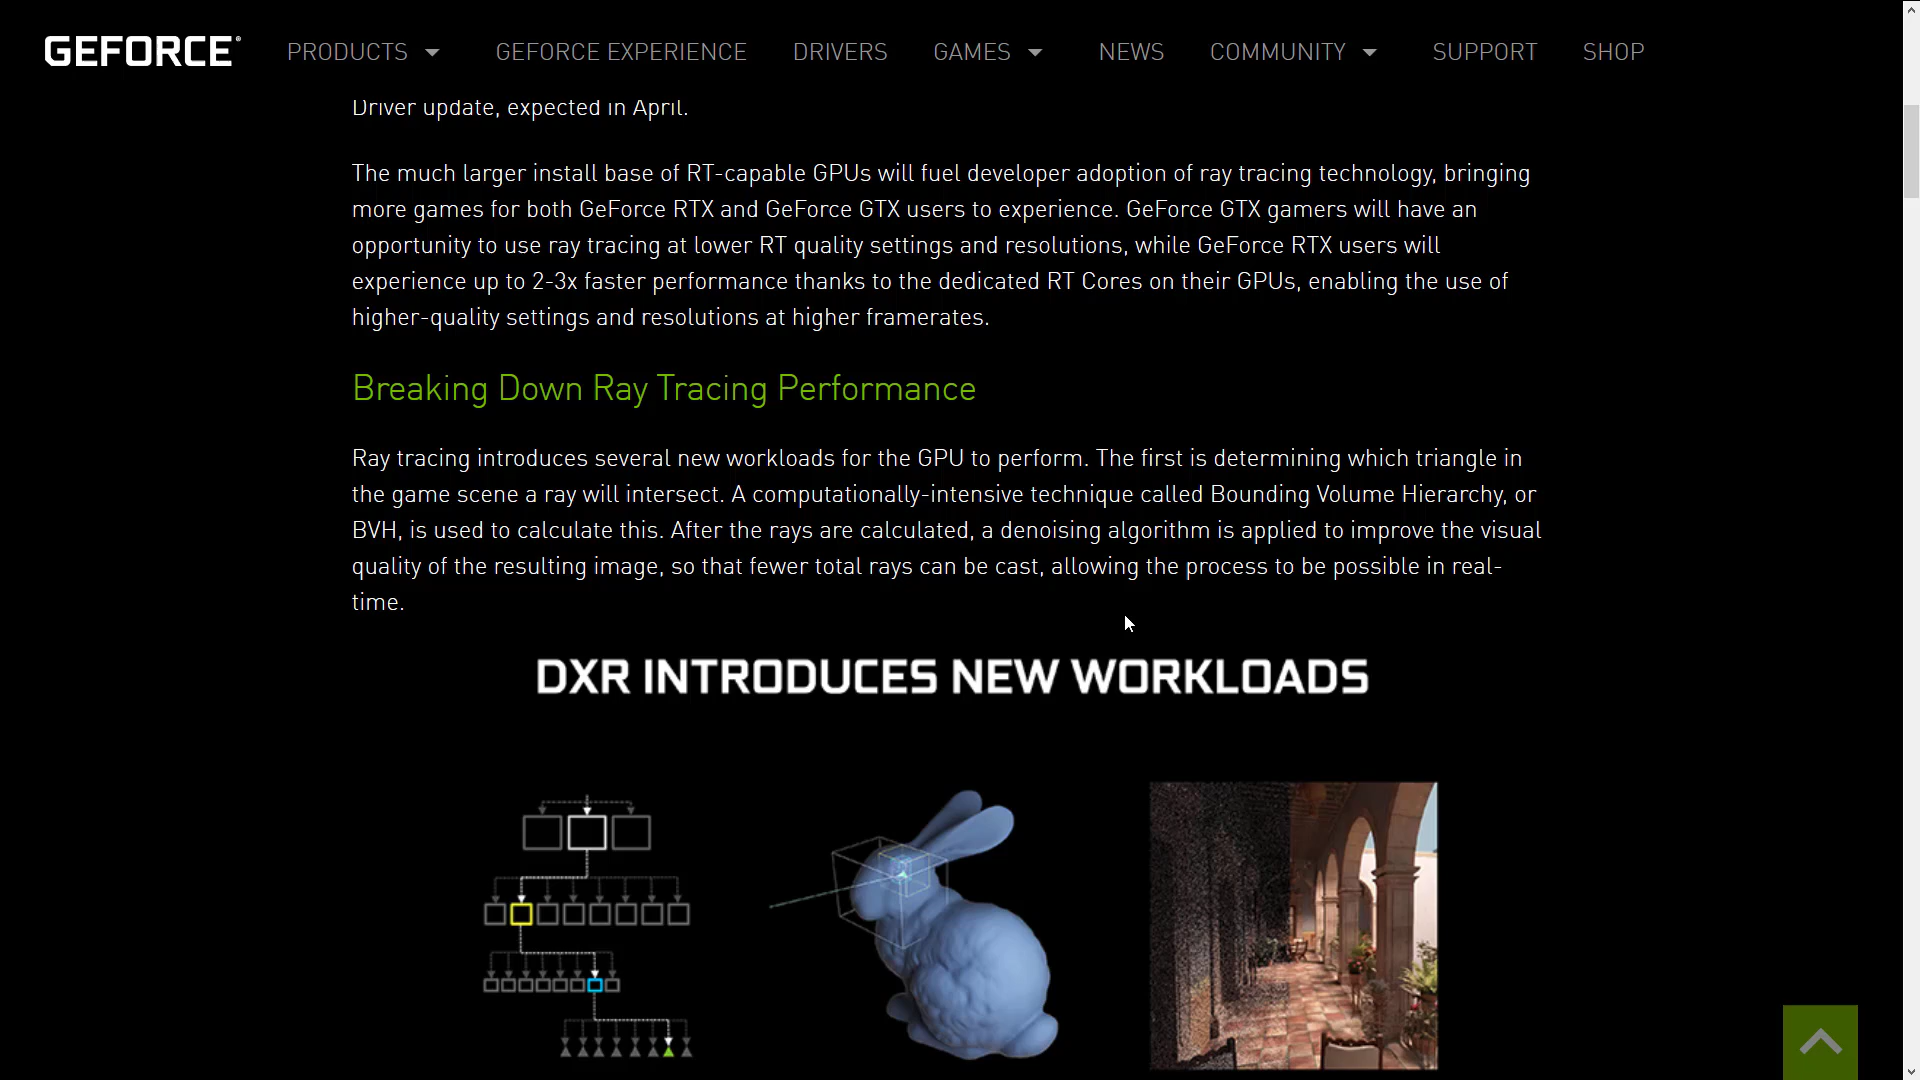 GEFORCE®
PRODUCTS
GEFORCE EXPERIENCE
DRIVERS
GAMES
NEWS
COMMUNITY
SUPPORT
SHOP
Driver update, expected in April.
The much larger install base of RT-capable GPUs will fuel developer adoption of ray tracing technology, bringing
more games for both GeForce RTX and GeForce GTX users to experience. GeForce GTX gamers will have an
opportunity to use ray tracing at lower RT quality settings and resolutions, while GeForce RTX users will
experience up to 2-3x faster performance thanks to the dedicated RT Cores on their GPUs, enabling the use of
higher-quality settings and resolutions at higher framerates.
Breaking Down Ray Tracing Performance
Ray tracing introduces several new workloads for the GPU to perform. The first is determining which triangle in
the game scene a ray will intersect. A computationally-intensive technique called Bounding Volume Hierarchy, or
BVH, is used to calculate this. After the rays are calculated, a denoising algorithm is applied to improve the visual
quality of the resulting image, so that fewer total rays can be cast, allowing the process to be possible in real-
time.
DXR INTRODUCES NEW WORKLOADS